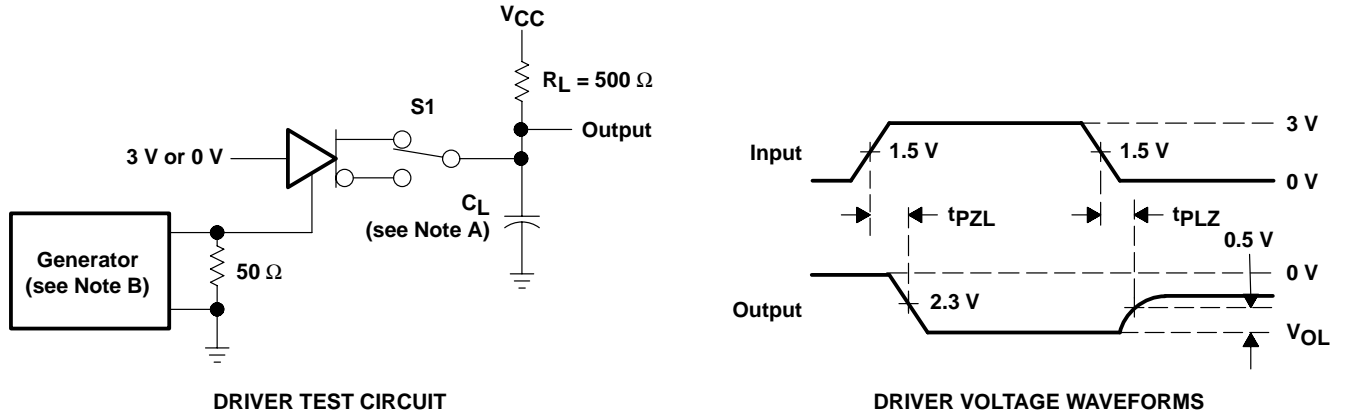 VCC
RL = 500 Ω
S1
Output
3 V or 0 V
CL
(see Note A)
Generator
(see Note B)
50 Ω
DRIVER TEST CIRCUIT
3 V
Input
1.5 V
1.5 V
0 V
tPZL
tPLZ
0.5 V
0 V
2.3 V
Output
VOL
DRIVER VOLTAGE WAVEFORMS